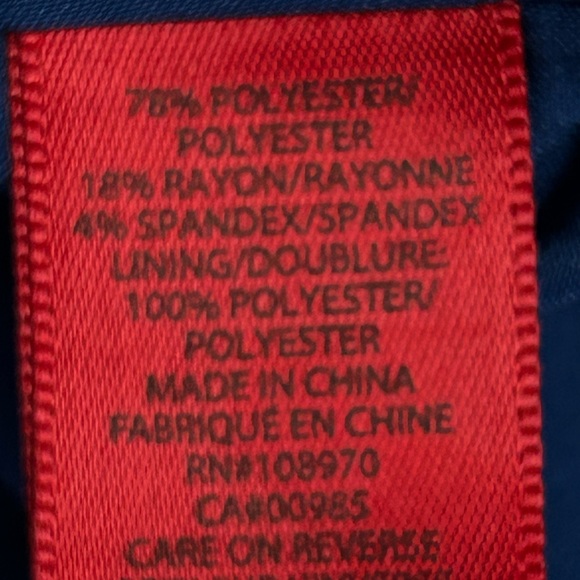 78% POLYESTER/
POLYESTER
18% RAYON/RAYONNE
4% SPANDEX/SPANDEX
LINING/DOUBLURE:
100% POLYESTER/
POLYESTER
MADE IN CHINA
FABRIQUÉ EN CHINE
RN#108970
CA#00985
CARE ON REVERSE